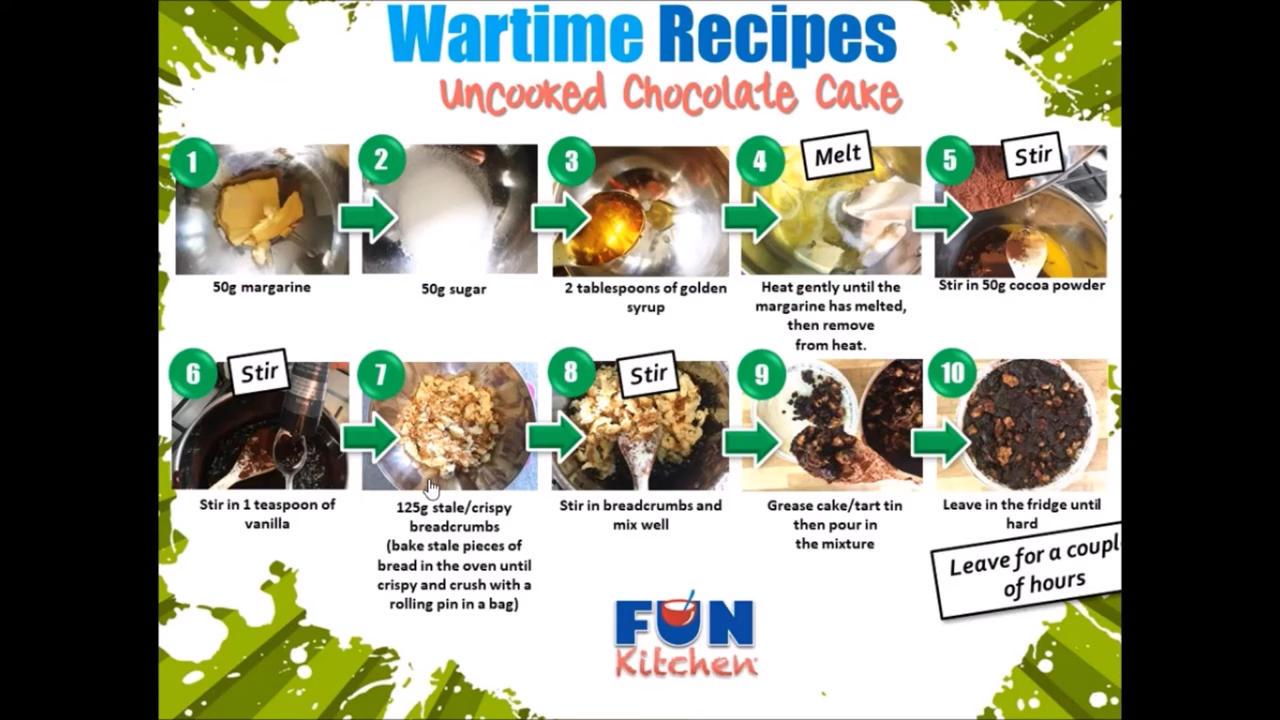 Wartime Recipes
Uncooked Chocolate Cake
1
50g margarine
2
50g sugar
3
2 tablespoons of golden
syrup
4
Melt
Heat gently until the
margarine has melted,
then remove
from heat.
5
Stir
Stir in 50g cocoa powder
6
Stir
Stir in 1 teaspoon of
vanilla
7
125g stale/crispy
breadcrumbs
(bake stale pieces of
bread in the oven until
crispy and crush with a
rolling pin in a bag)
8
Stir
Stir in breadcrumbs and
mix well
9
Grease cake/tart tin
then pour in
the mixture
10
Leave in the fridge until
hard
Leave for a coupl
of hours
FUN
Kitchen